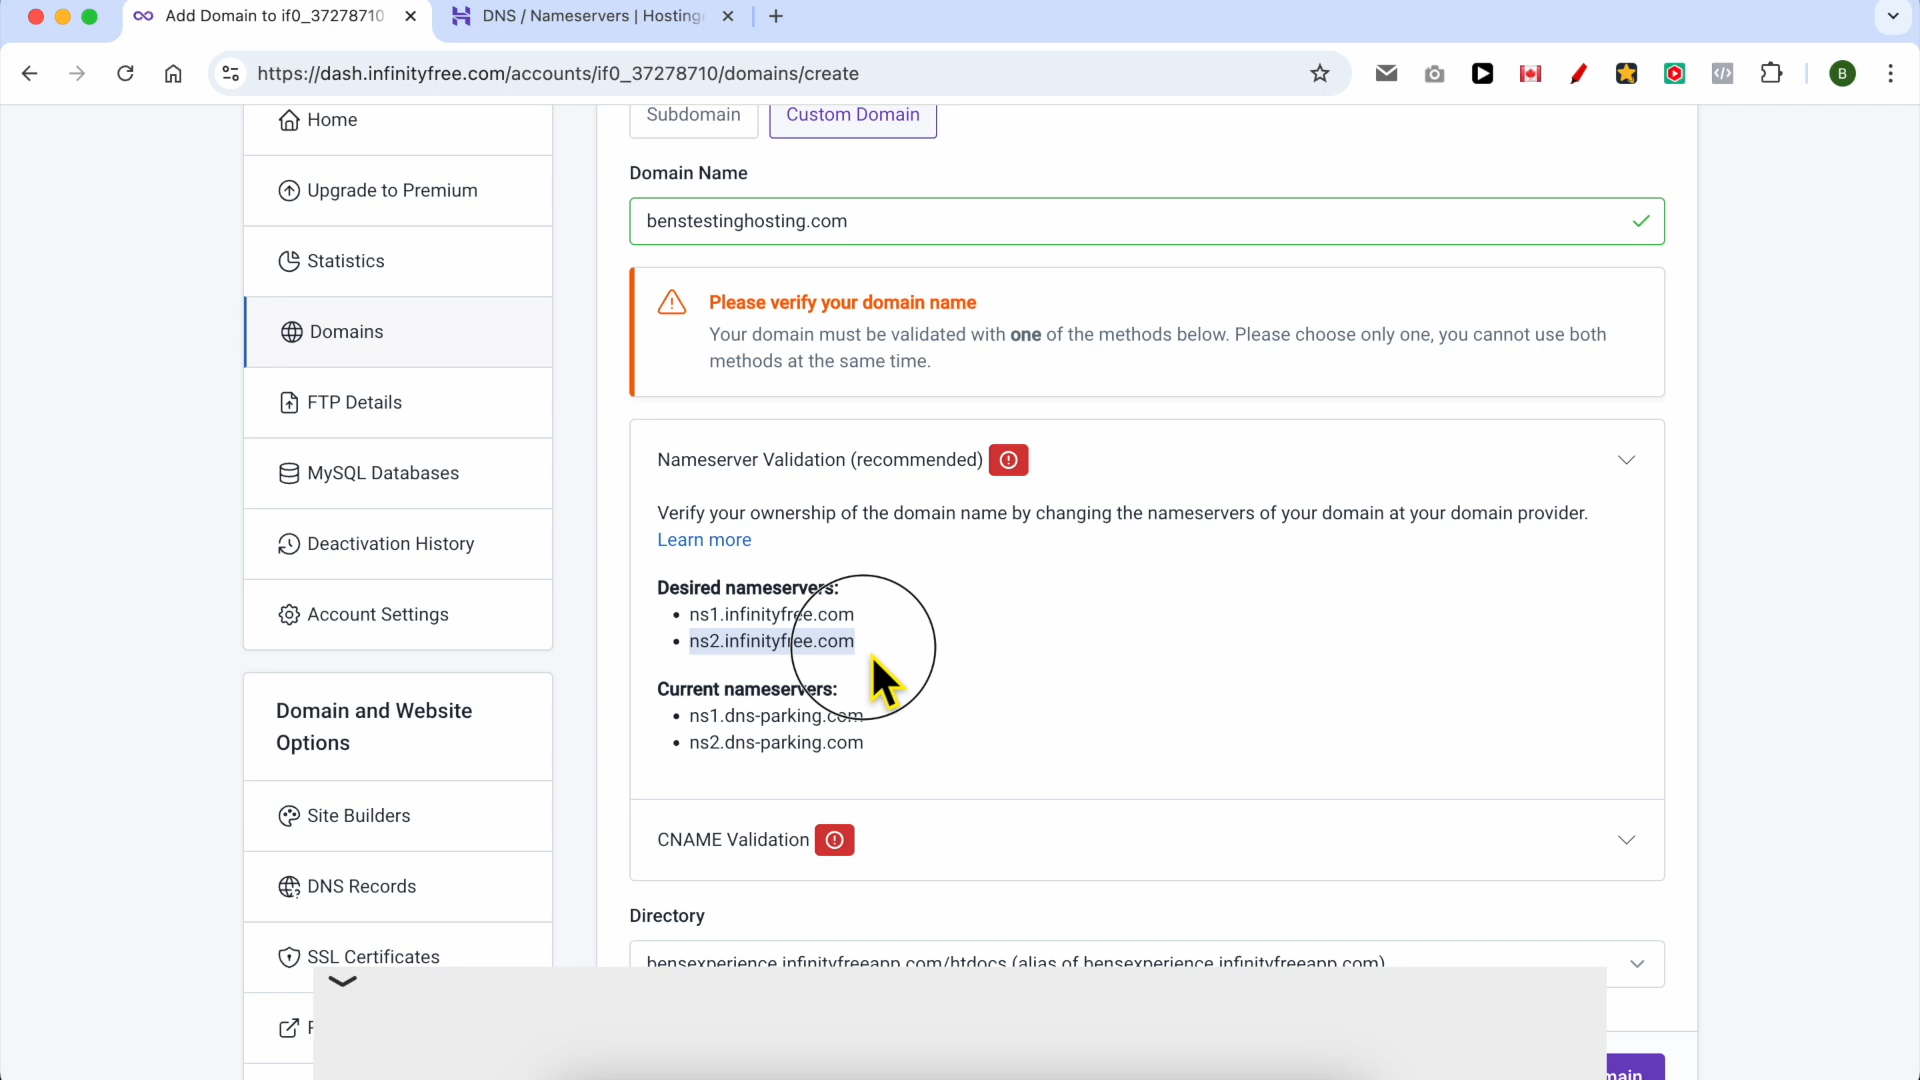 Add Domain to if0_37278710
DNS / Nameservers | Hosting
https://dash.infinityfree.com/accounts/if0_37278710/domains/create
B
Home
Upgrade to Premium
Statistics
Domains
FTP Details
MySQL Databases
Deactivation History
Account Settings
Domain and Website
Options
Site Builders
DNS Records
SSL Certificates
Subdomain
Custom Domain
Domain Name
benstestinghosting.com
Please verify your domain name
Your domain must be validated with one of the methods below. Please choose only one, you cannot use both
methods at the same time.
Nameserver Validation (recommended)
Verify your ownership of the domain name by changing the nameservers of your domain at your domain provider.
Learn more
Desired nameservers:
• ns1.infinityfree.com
• ns2.infinityfree.com
Current nameservers:
• ns1.dns-parking.com
• ns2.dns-parking.com
CNAME Validation
Directory
bensexperience.infinityfreeapp.com/htdocs (alias of bensexperience.infinityfreeapp.com)